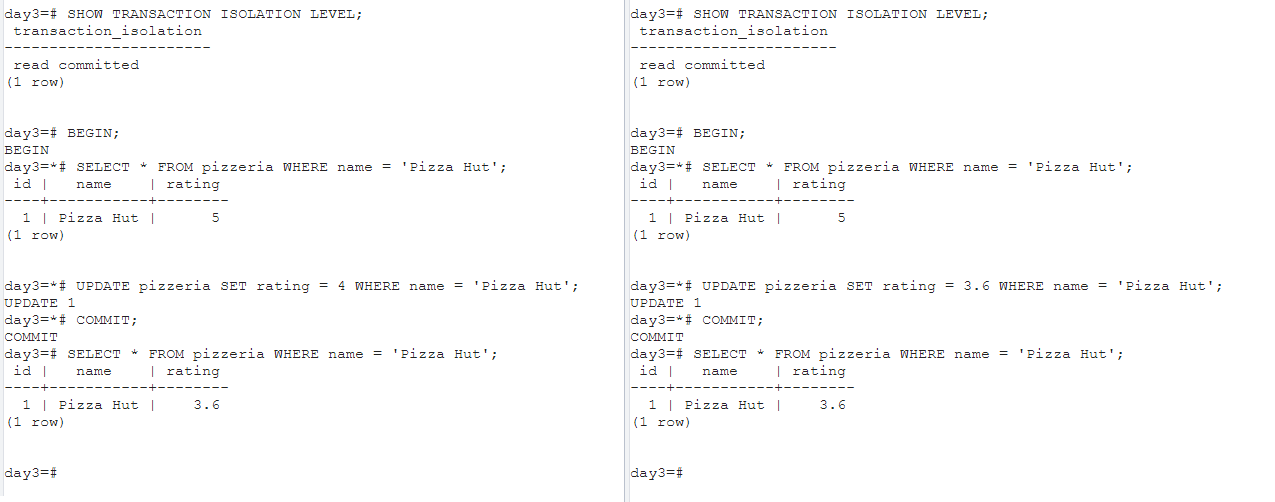 day3=# SHOW TRANSACTION ISOLATION LEVEL;
 transaction_isolation
-----------------------
 read committed
(1 row)
day3=# BEGIN;
BEGIN
day3=*# SELECT * FROM pizzeria WHERE name = 'Pizza Hut';
 id |   name    | rating
----+-----------+--------
  1 | Pizza Hut |      5
(1 row)
day3=*# UPDATE pizzeria SET rating = 4 WHERE name = 'Pizza Hut';
UPDATE 1
day3=*# COMMIT;
COMMIT
day3=# SELECT * FROM pizzeria WHERE name = 'Pizza Hut';
 id |   name    | rating
----+-----------+--------
  1 | Pizza Hut |    3.6
(1 row)
day3=#
day3=# SHOW TRANSACTION ISOLATION LEVEL;
 transaction_isolation
-----------------------
 read committed
(1 row)
day3=# BEGIN;
BEGIN
day3=*# SELECT * FROM pizzeria WHERE name = 'Pizza Hut';
 id |   name    | rating
----+-----------+--------
  1 | Pizza Hut |      5
(1 row)
day3=*# UPDATE pizzeria SET rating = 3.6 WHERE name = 'Pizza Hut';
UPDATE 1
day3=*# COMMIT;
COMMIT
day3=# SELECT * FROM pizzeria WHERE name = 'Pizza Hut';
 id |   name    | rating
----+-----------+--------
  1 | Pizza Hut |    3.6
(1 row)
day3=#